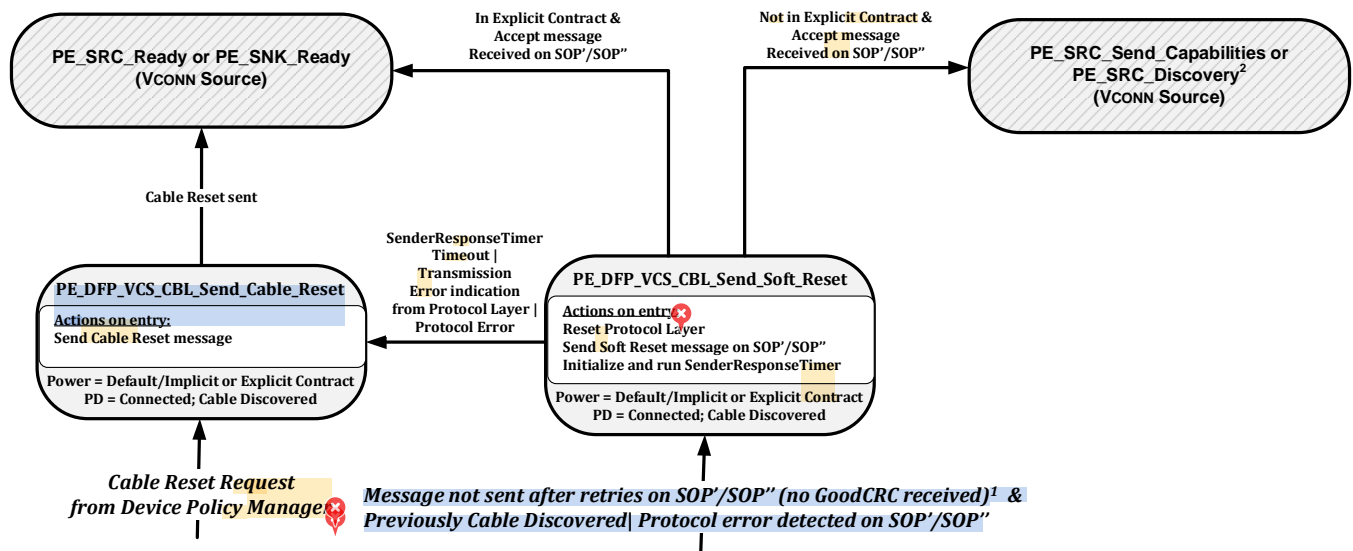 In Explicit Contract &
Accept message
Received on SOP'/SOP''
Not in Explicit Contract &
Accept message
Received on SOP'/SOP''
PE_SRC_Ready or PE_SNK_Ready
(VCONN Source)
PE_SRC_Send_Capabilities or
PE_SRC_Discovery²
(VCONN Source)
Cable Reset sent
SenderResponseTimer
Timeout |
Transmission
Error indication
from Protocol Layer |
Protocol Error
PE_DFP_VCS_CBL_Send_Cable_Reset
Actions on entry:
Send Cable Reset message
Power = Default/Implicit or Explicit Contract
PD = Connected; Cable Discovered
PE_DFP_VCS_CBL_Send_Soft_Reset
Actions on entry:
Reset Protocol Layer
Send Soft Reset message on SOP'/SOP''
Initialize and run SenderResponseTimer
Power = Default/Implicit or Explicit Contract
PD = Connected; Cable Discovered
Cable Reset Request
from Device Policy Manager
Message not sent after retries on SOP'/SOP'' (no GoodCRC received)¹ &
Previously Cable Discovered| Protocol error detected on SOP'/SOP''